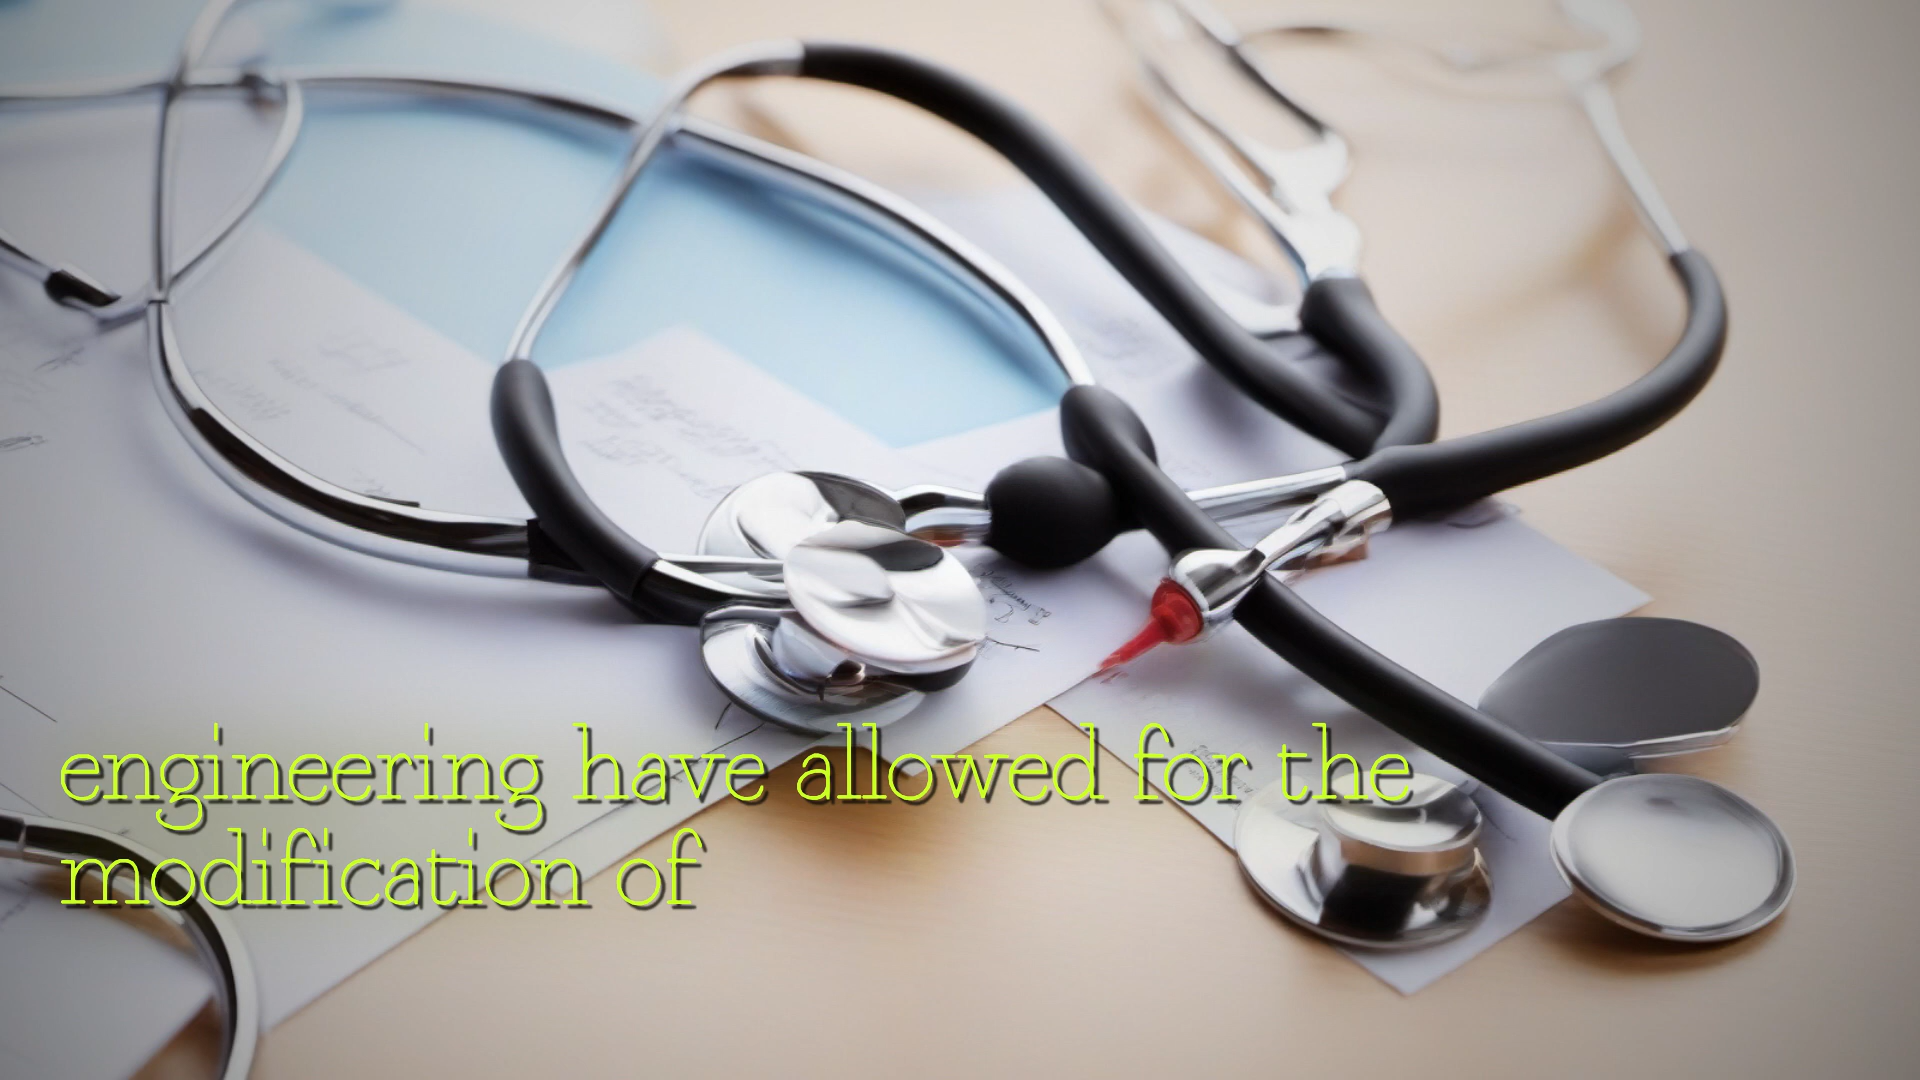 engineering have allowed for the
modification of